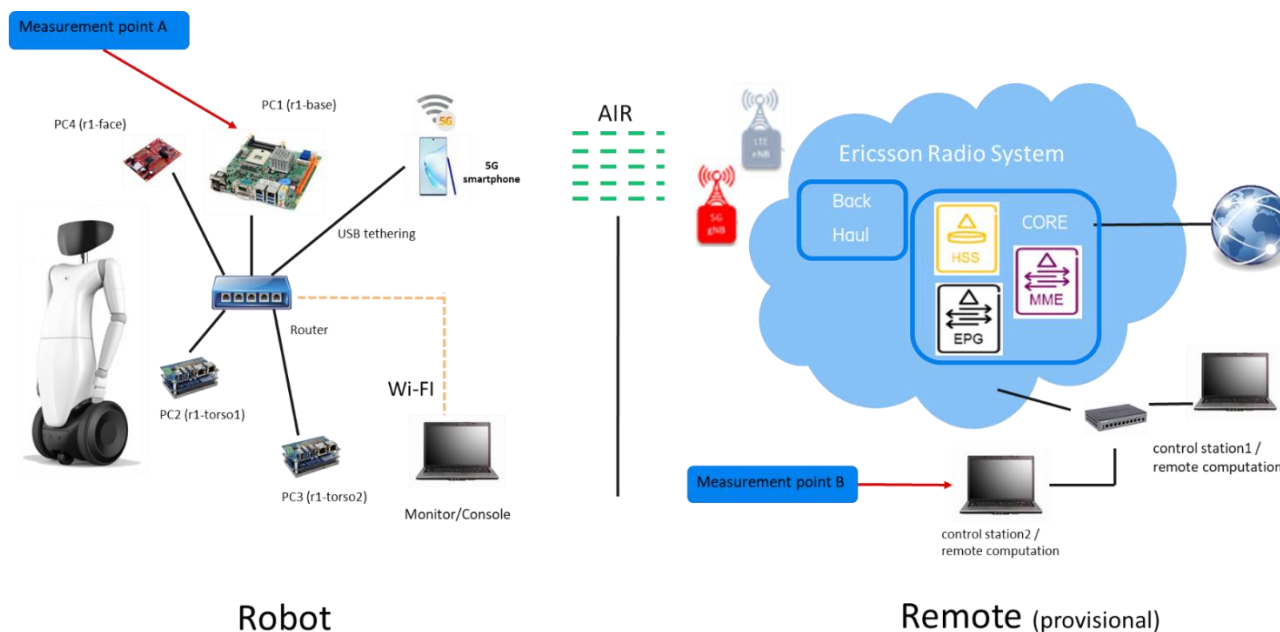 Measurement point A
PC1 (r1-base)
PC4 (r1-face)
5G
5G
smartphone
USB tethering
Router
PC2 (r1-torso1)
Wi-FI
PC3 (r1-torso2)
Monitor/Console
Robot
AIR
LTE
eNB
5G
gNB
Ericsson Radio System
Back
Haul
CORE
HSS
MME
EPG
control station1 /
remote computation
Measurement point B
control station2 /
remote computation
Remote (provisional)